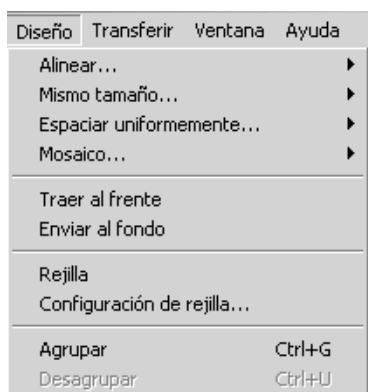 Diseño Transferir Ventana Ayuda
Alinear...
Mismo tamaño...
Espaciar uniformemente...
Mosaico...
Traer al frente
Enviar al fondo
Rejilla
Configuración de rejilla...
Agrupar Ctrl+G
Desagrupar Ctrl+U